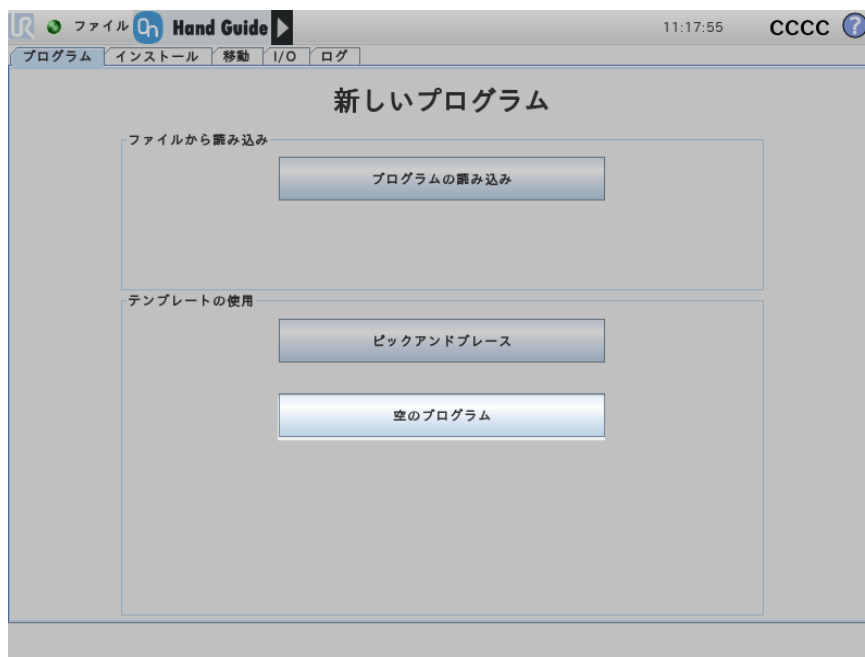 UR ファイル On Hand Guide 11:17:55 CCCC ?
プログラム インストール 移動 I/O ログ
新しいプログラム
ファイルから読み込み
プログラムの読み込み
テンプレートの使用
ピックアンドプレース
空のプログラム